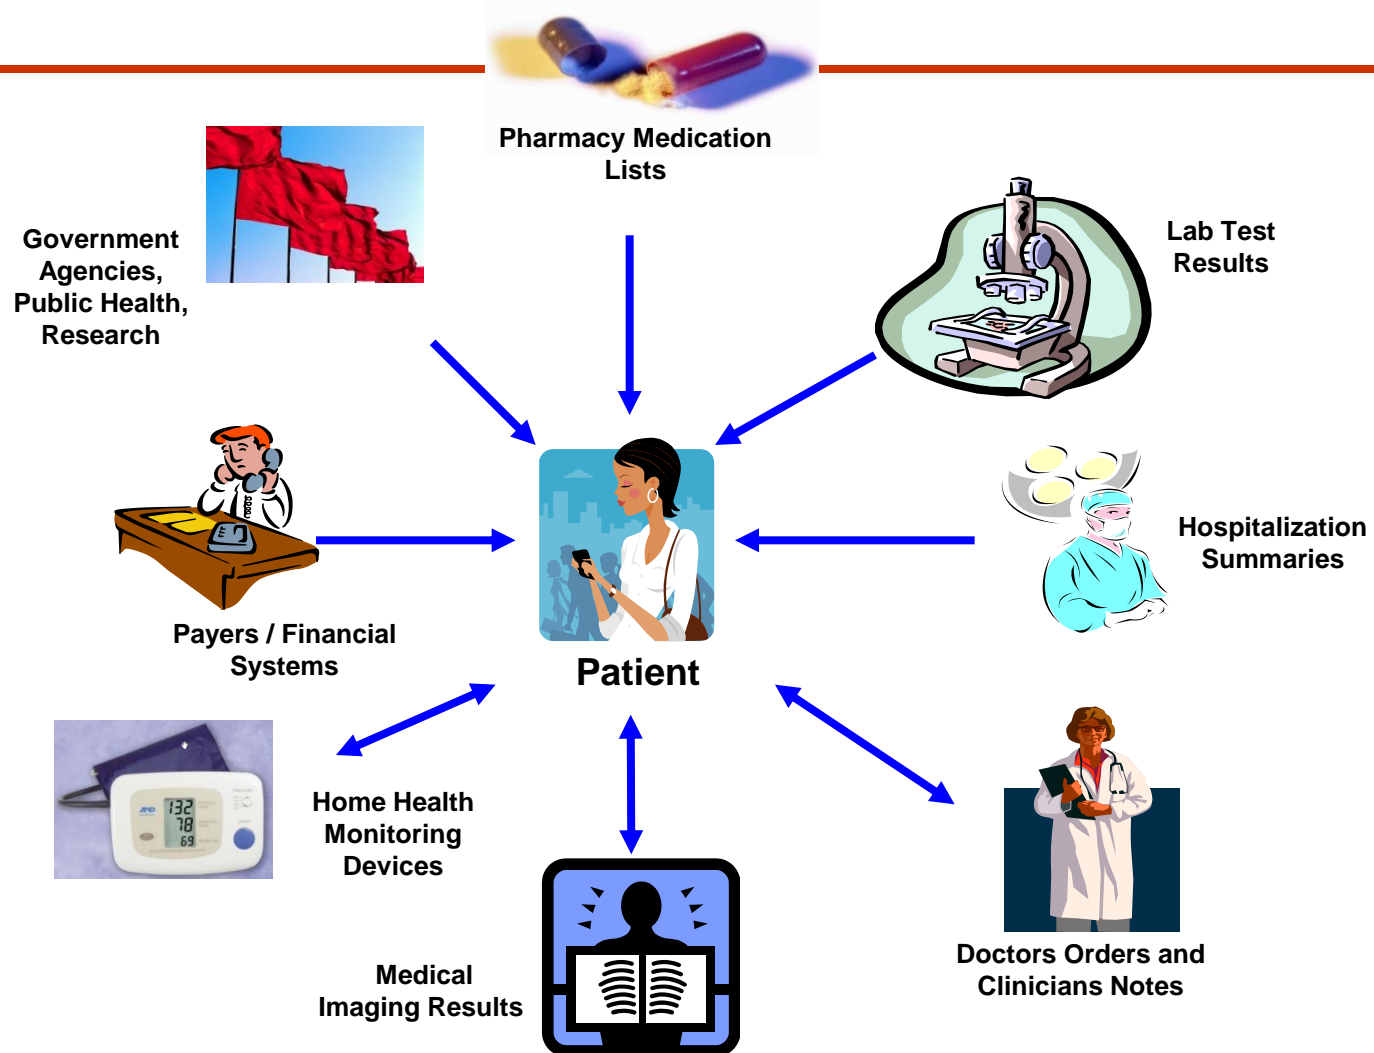 Pharmacy Medication
Lists
Government
Agencies,
Public Health,
Research
Lab Test
Results
Hospitalization
Summaries
Payers / Financial
Systems
Patient
132
78
69
Home Health
Monitoring
Devices
Doctors Orders and
Clinicians Notes
Medical
Imaging Results